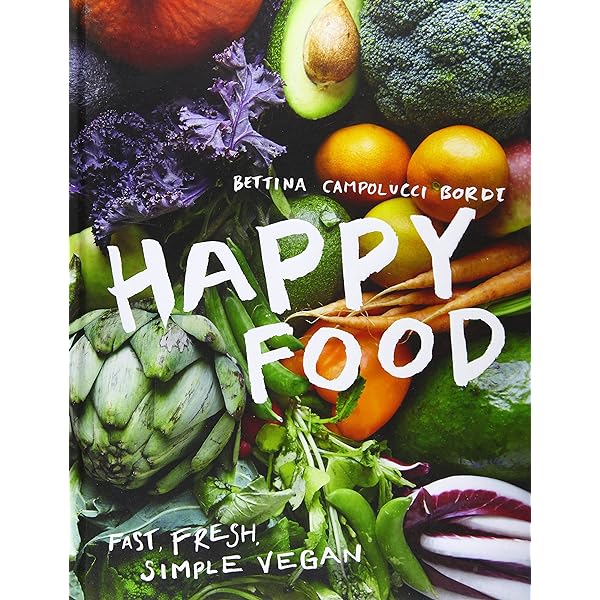 BETTINA CAMPOLUCCI BORDI
HAPPY
FOOD
FAST, FRESH,
SIMPLE VEGAN